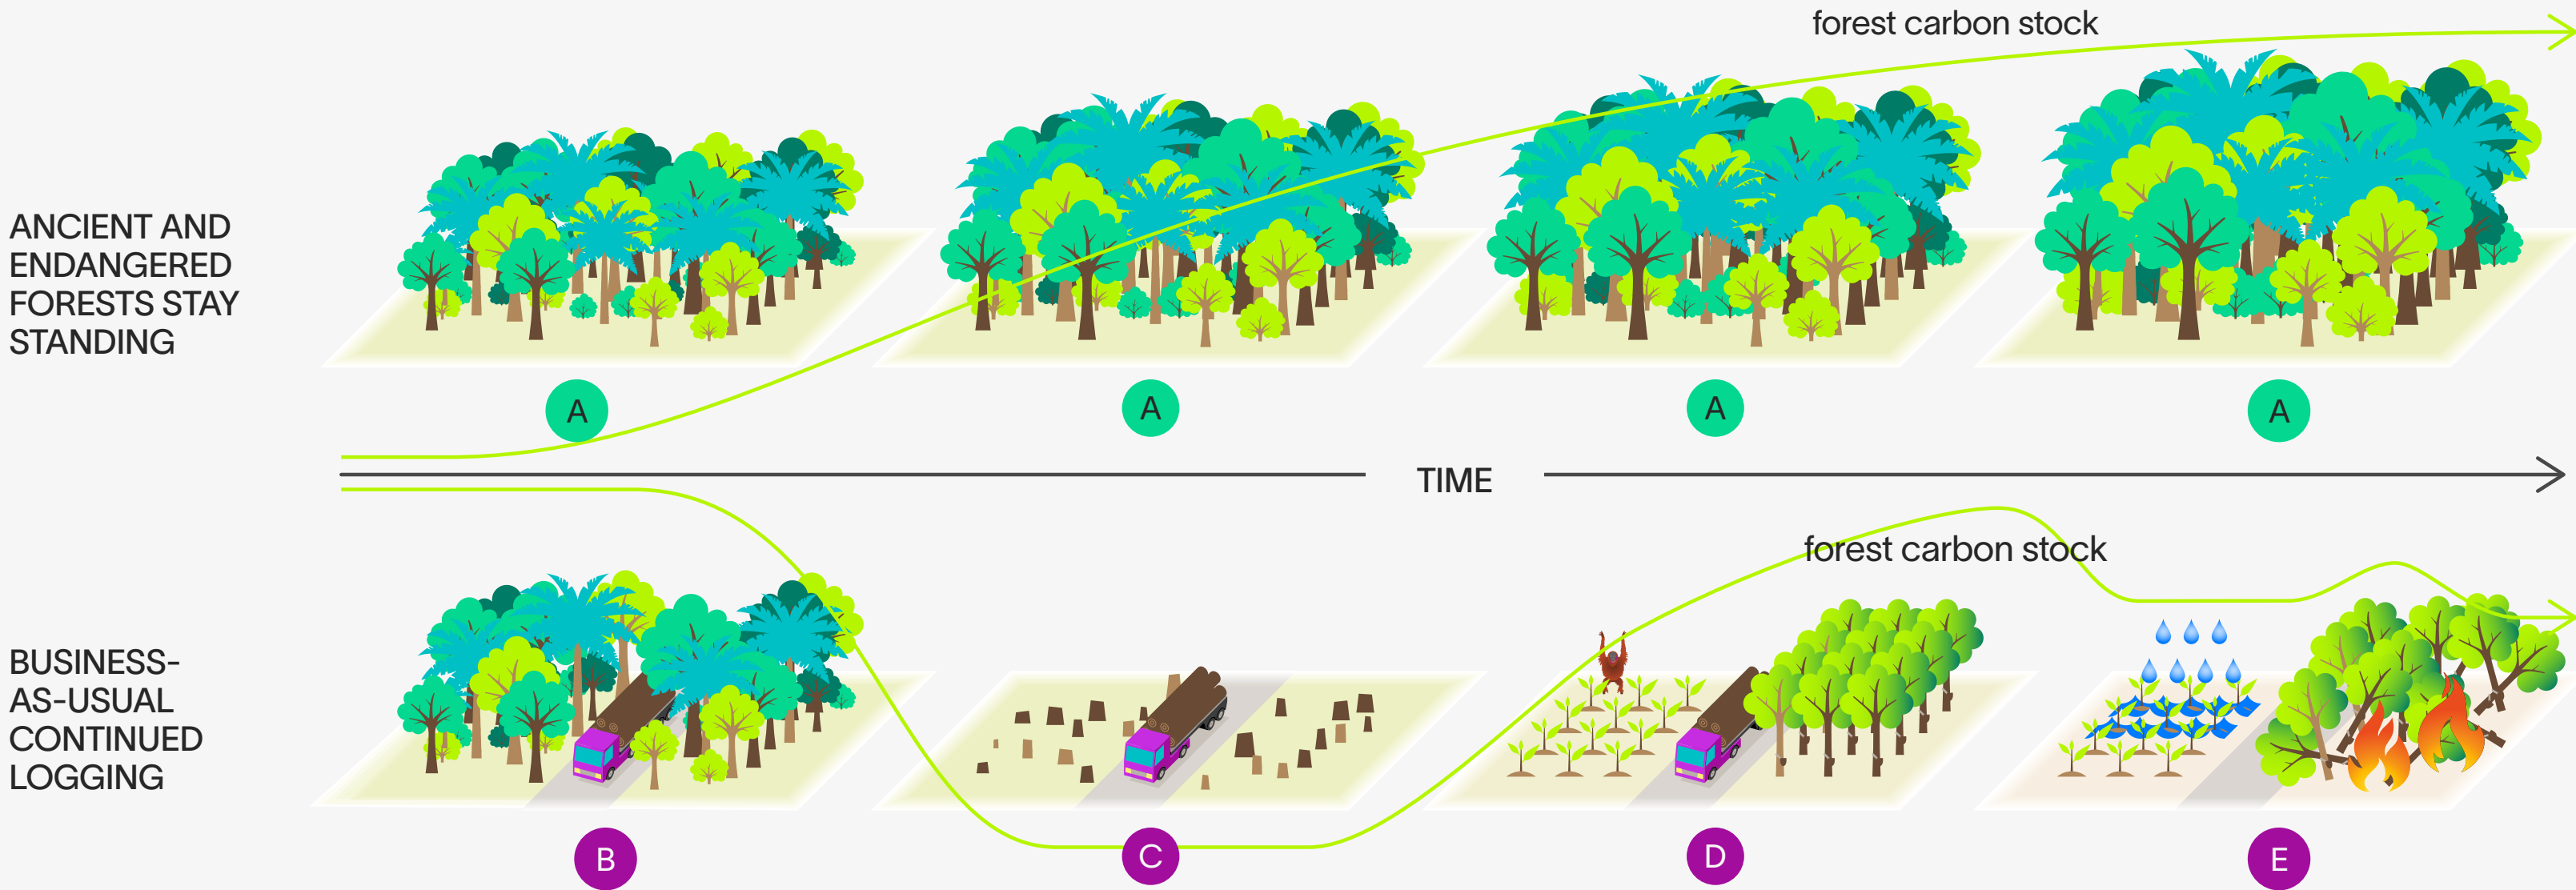 forest carbon stock
ANCIENT AND
ENDANGERED
FORESTS STAY
STANDING
A
A
A
A
TIME
forest carbon stock
BUSINESS-
AS-USUAL
CONTINUED
LOGGING
B
C
D
E